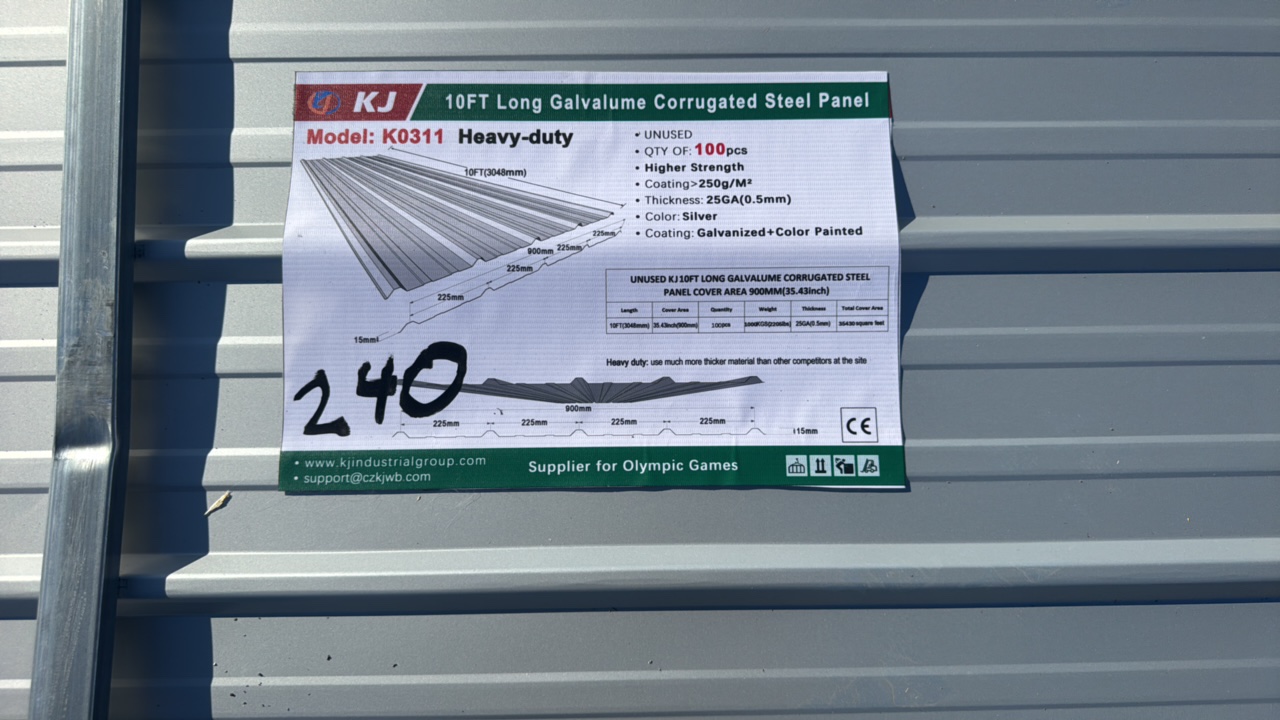 KJ 10FT Long Galvalume Corrugated Steel Panel
Model: K0311 Heavy-duty
• UNUSED
• QTY OF: 100pcs
• Higher Strength
• Coating>250g/M²
• Thickness: 25GA(0.5mm)
• Color: Silver
• Coating: Galvanized+Color Painted
10FT(3048mm)
225mm
225mm
900mm
225mm
225mm
15mm
UNUSED KJ 10FT LONG GALVALUME CORRUGATED STEEL
PANEL COVER AREA 900MM(35.43inch)
Length Cover Area Quantity Weight Thickness Total Cover Area
10FT(3048mm) 35.43inch(900mm) 100pcs 25GA(0.5mm) square feet
Heavy duty: use much more thicker material than other competitors at the site
240
900mm
225mm 225mm 225mm 225mm
15mm
CE
• www.kjindustrialgroup.com
• support@czkjwb.com
Supplier for Olympic Games